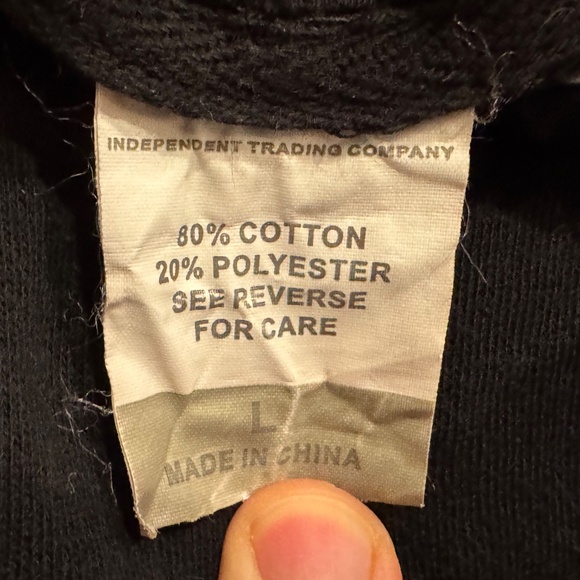 INDEPENDENT TRADING COMPANY
80% COTTON
20% POLYESTER
SEE REVERSE
FOR CARE
L
MADE IN CHINA